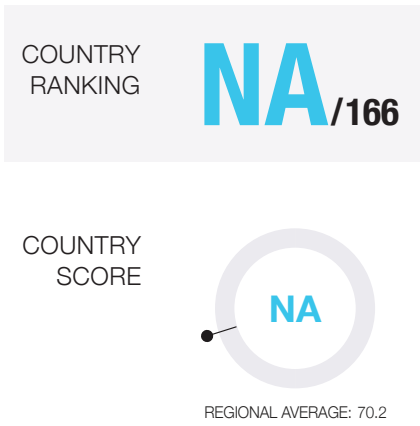 COUNTRY
RANKING
NA/166
COUNTRY
SCORE
NA
REGIONAL AVERAGE: 70.2